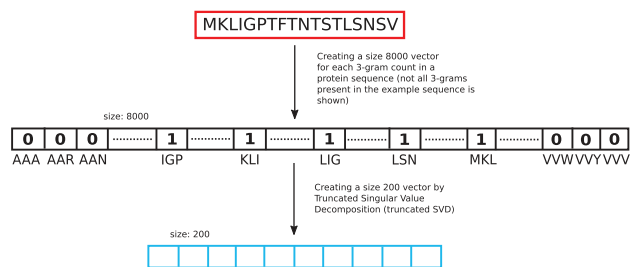 MKLIGPTFTNTSTLSNSV
Creating a size 8000 vector
for each 3-gram count in a
protein sequence (not all 3-grams
present in the example sequence is
shown)
size: 8000
0 0 0 1 1 1 1 1 0 0 0
AAA AAR AAN IGP KLI LIG LSN MKL VVW VVY VVV
Creating a size 200 vector by
Truncated Singular Value
Decomposition (truncated SVD)
size: 200